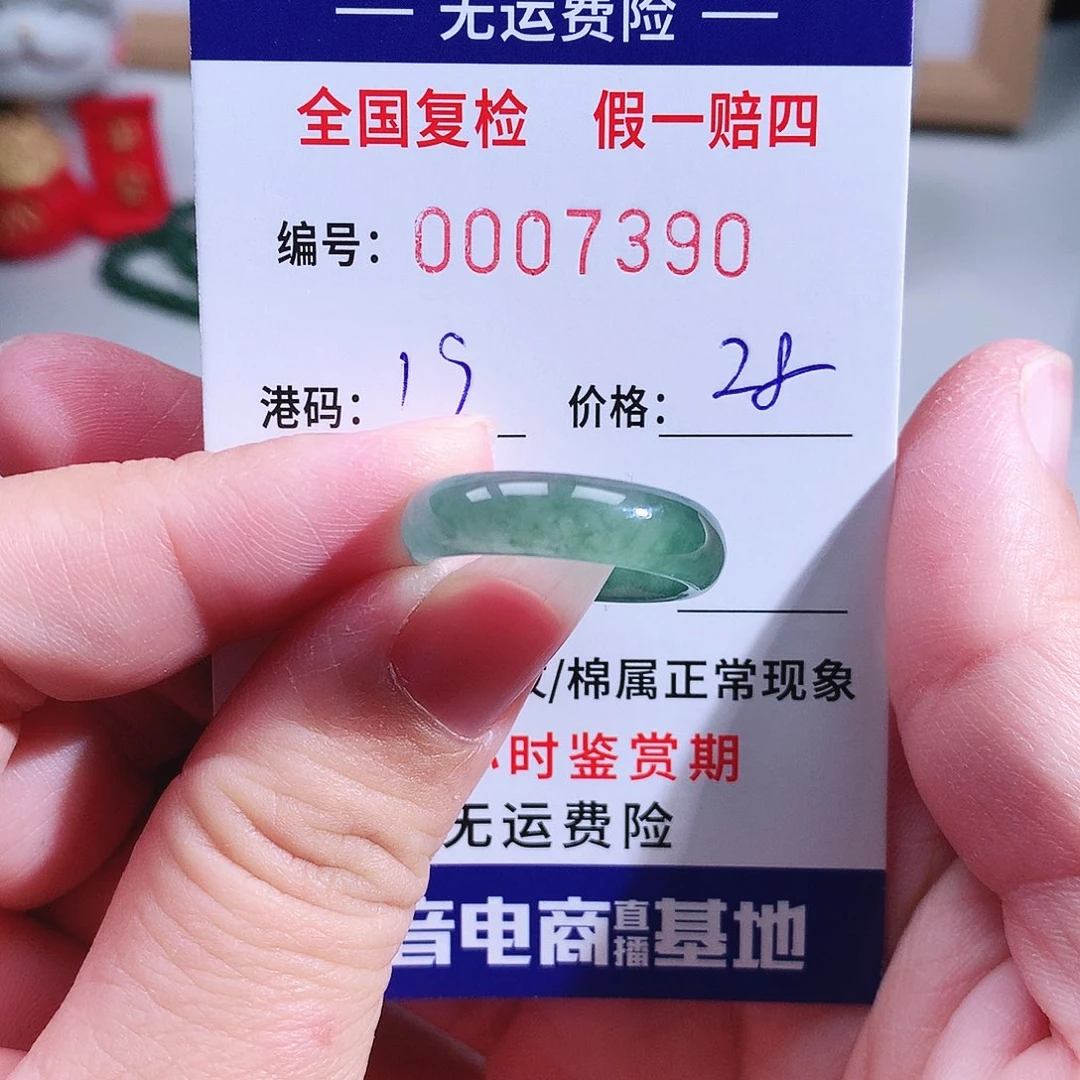 — 无运费险 —
全国复检 假一赔四
编号：0007390
港码：19 价格：28
/棉属正常现象
时鉴赏期
无运费险
音电商直播基地